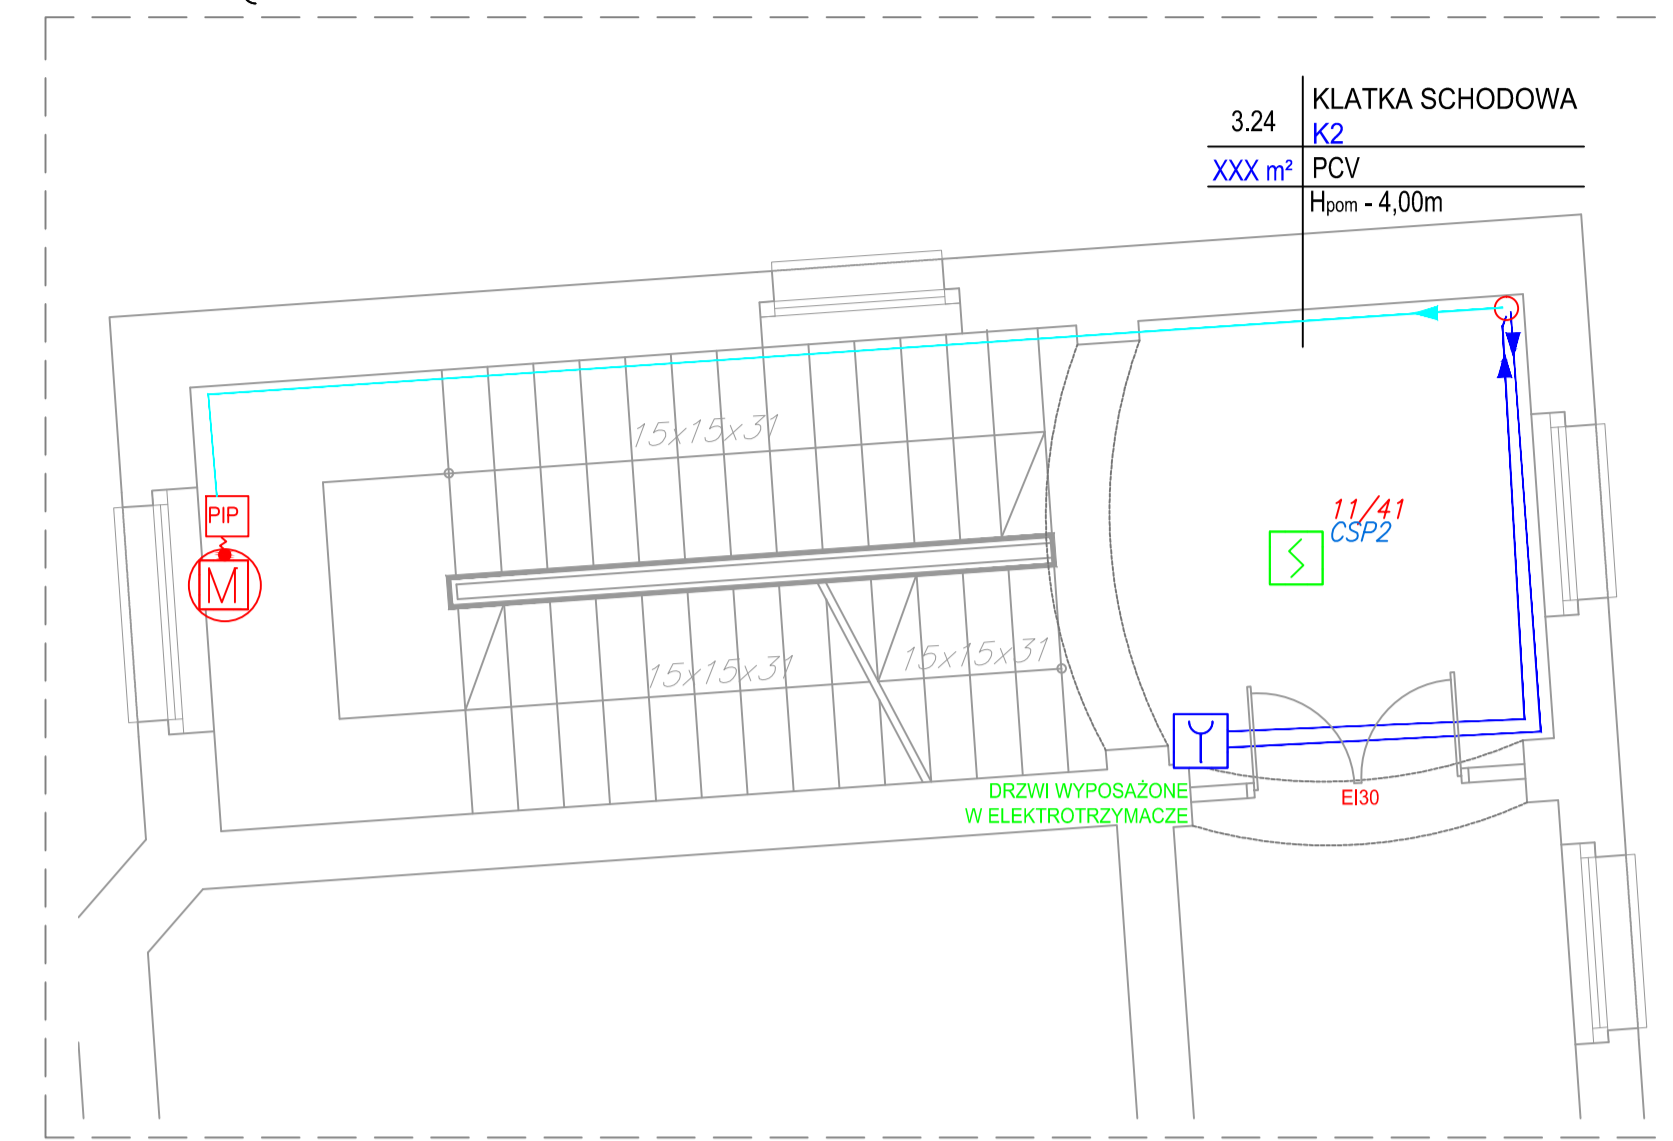 KLATKA SCHODOWA
3.24
K2
XXX m²
PCV
Hpom - 4,00m
15x15x31
PIP
M
11/41
CSP2
15x15x31
15x15x31
DRZWI WYPOSAŻONE
W ELEKTROTRZYMACZE
EI30